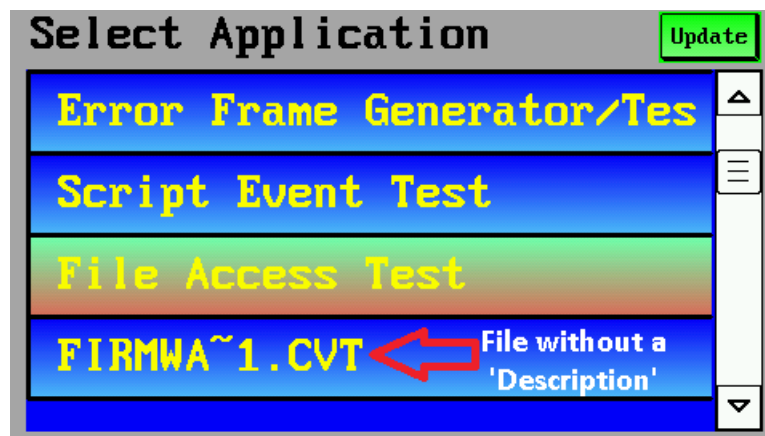 Select Application
Update
Error Frame Generator/Tes
Script Event Test
File Access Test
FIRMWA~1.CVT
File without a
'Description'